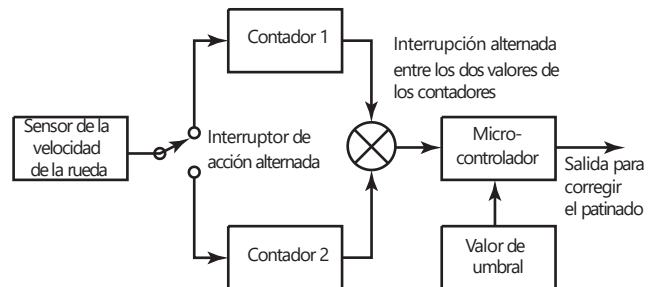 Contador 1
Interrupción alternada
entre los dos valores de
los contadores
Sensor de la
velocidad
de la rueda
Interruptor de
acción alternada
Micro-
controlador
Salida para
corregir
el patinado
Contador 2
Valor de
umbral